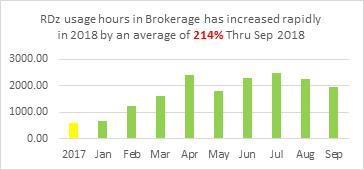 RDz usage hours in Brokerage has increased rapidly
in 2018 by an average of 214% Thru Sep 2018
3000.00
2000.00
1000.00
0.00
2017 Jan Feb Mar Apr May Jun Jul Aug Sep